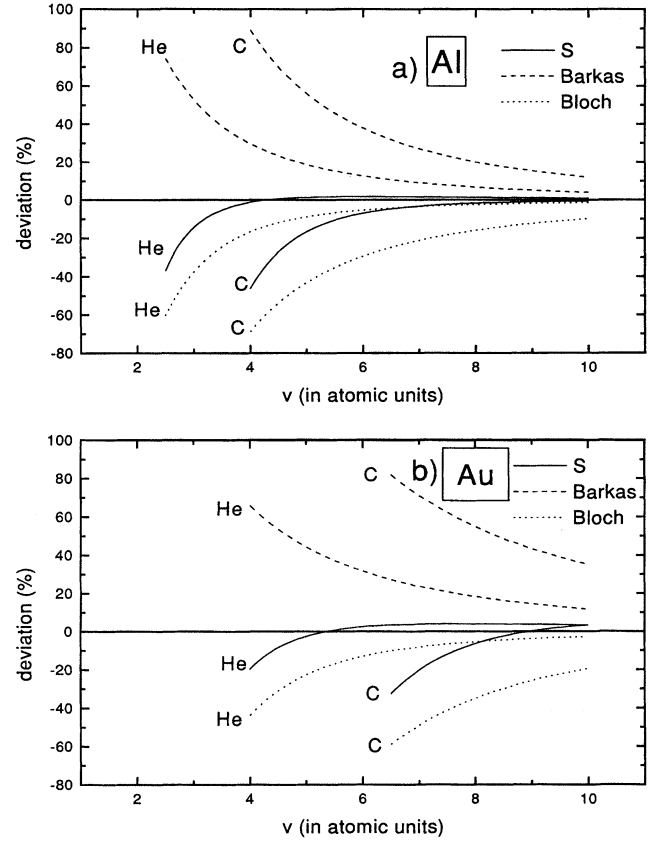 100
80
60
40
20
0
-20
-40
-60
-80
deviation (%)
He
C
a) Al
S
Barkas
Bloch
He
C
He
C
2
4
6
8
10
v (in atomic units)
100
80
60
40
20
0
-20
-40
-60
-80
deviation (%)
C
b) Au
S
Barkas
Bloch
He
He
C
He
C
2
4
6
8
10
v (in atomic units)